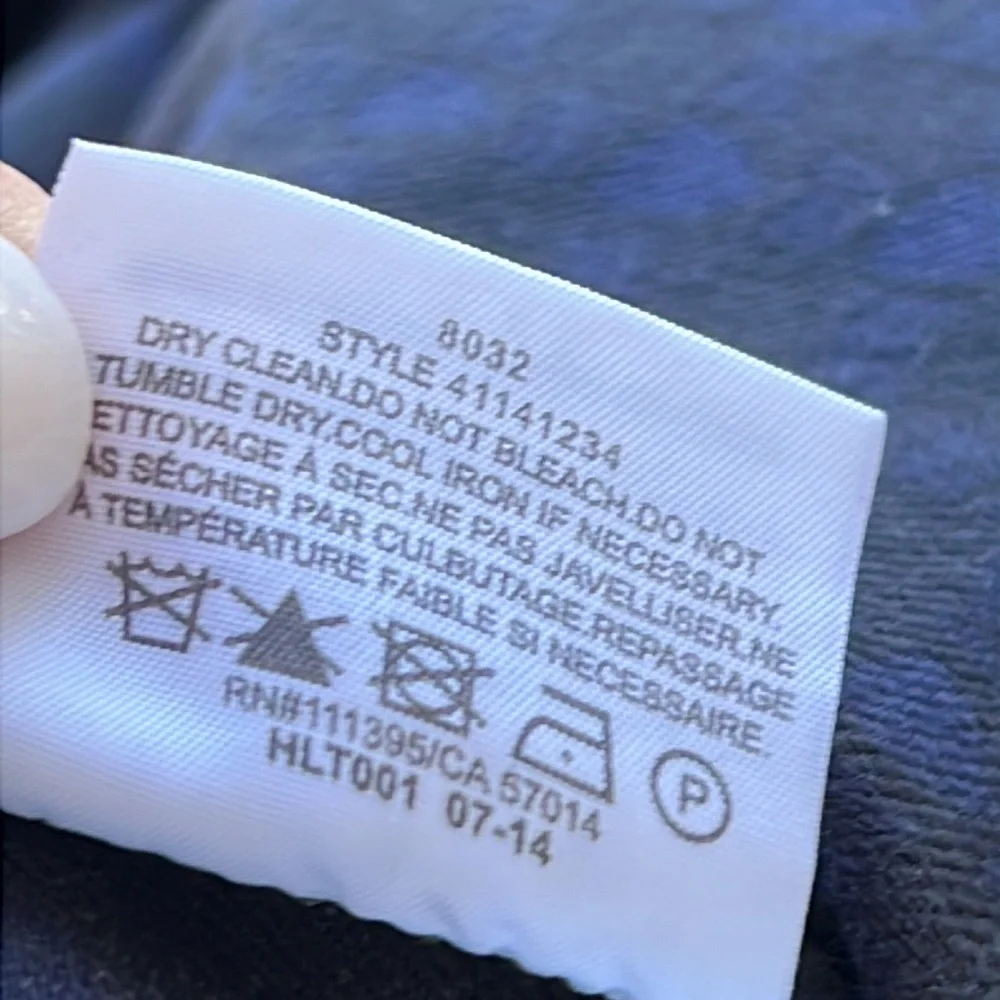 8032
STYLE 41141234
DRY CLEAN.DO NOT BLEACH.DO NOT
TUMBLE DRY.COOL IRON IF NECESSARY.
ETTOYAGE À SEC.NE PAS JAVELLISER.NE
AS SÉCHER PAR CULBUTAGE.REPASSAGE
À TEMPÉRATURE FAIBLE SI NECESSAIRE.
P
RN#111395/CA 57014
HLT001 07-14